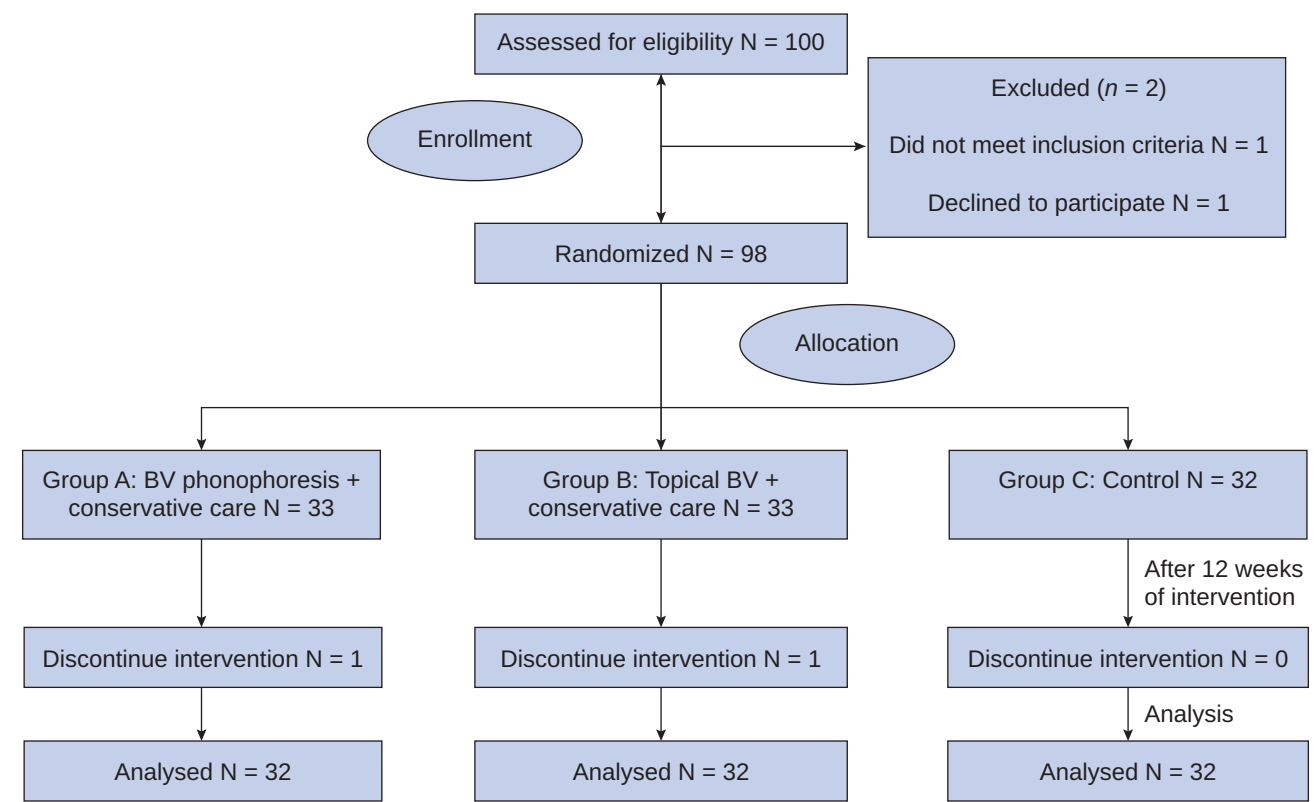 Assessed for eligibility N = 100
Excluded (n = 2)
Did not meet inclusion criteria N = 1
Declined to participate N = 1
Enrollment
Randomized N = 98
Allocation
Group A: BV phonophoresis +
conservative care N = 33
Group B: Topical BV +
conservative care N = 33
Group C: Control N = 32
After 12 weeks
of intervention
Discontinue intervention N = 1
Discontinue intervention N = 1
Discontinue intervention N = 0
Analysis
Analysed N = 32
Analysed N = 32
Analysed N = 32